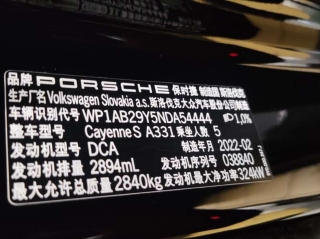 品牌 PORSCHE 保时捷 制造国 斯洛伐克
生产厂名 Volkswagen Slovakia a.s. 斯洛伐克大众汽车股份制造
车辆识别代号 WP1AB29Y5NDA54444 1,0%
整车型号 Cayenne S A331 乘坐人数 5
发动机型号 DCA 制造年月 2022-02
发动机排量 2894mL 发动机序列号 038840
最大允许总质量 2840kg 发动机最大净功率 324kW